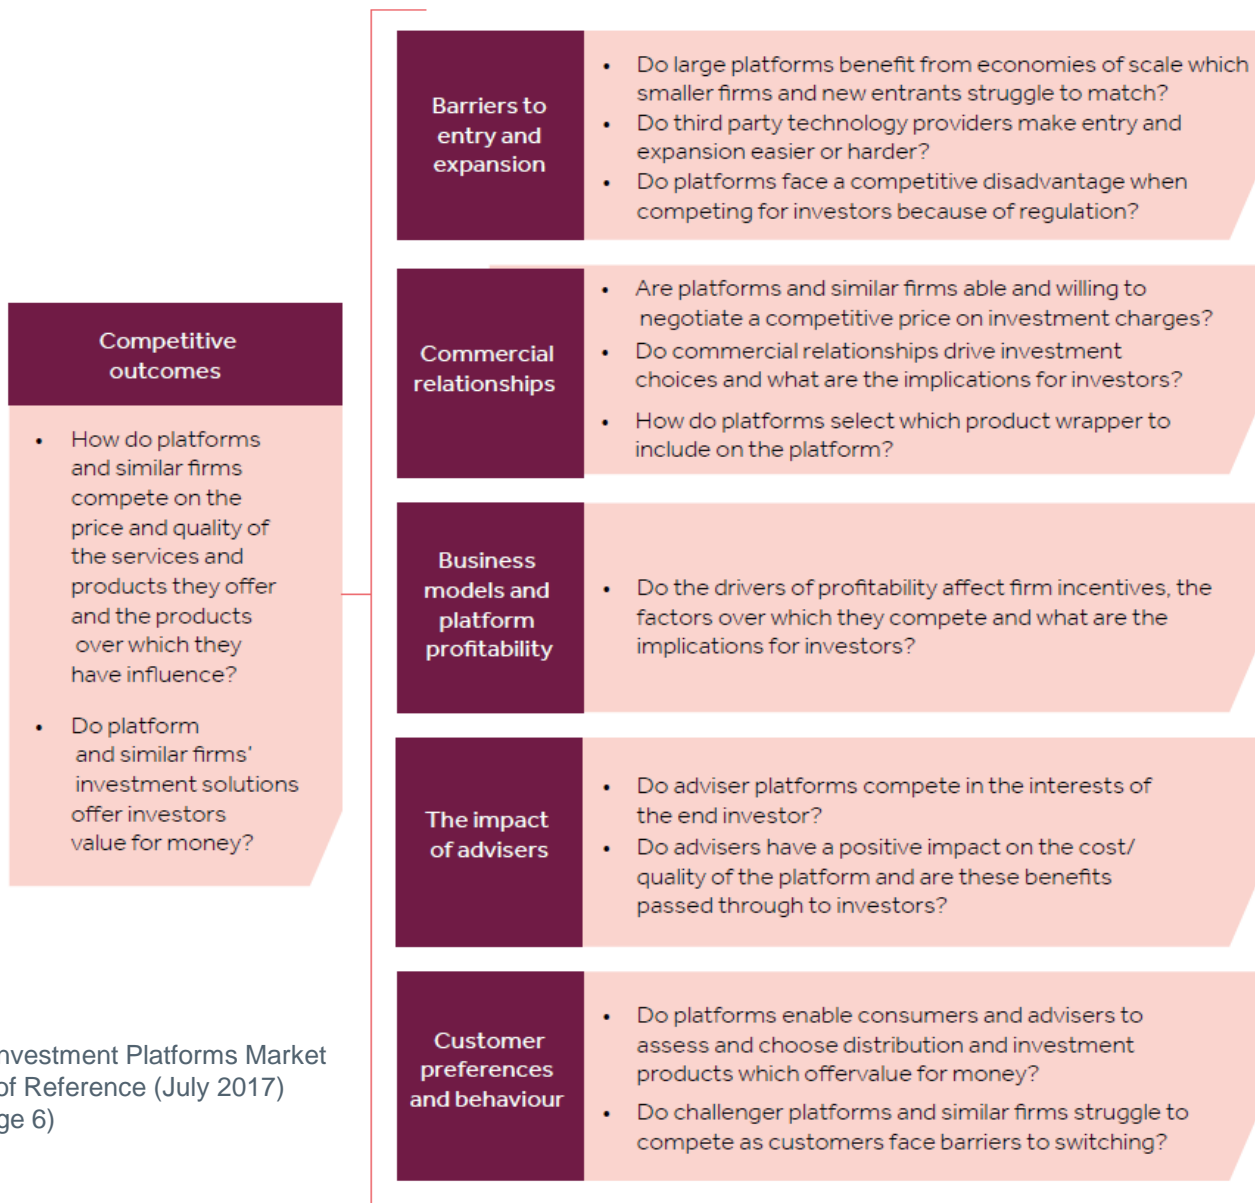 Competitive
outcomes
• How do platforms
and similar firms
compete on the
price and quality of
the services and
products they offer
and the products
over which they
have influence?
• Do platform
and similar firms'
investment solutions
offer investors
value for money?
Barriers to
entry and
expansion
• Do large platforms benefit from economies of scale which
smaller firms and new entrants struggle to match?
• Do third party technology providers make entry and
expansion easier or harder?
• Do platforms face a competitive disadvantage when
competing for investors because of regulation?
Commercial
relationships
• Are platforms and similar firms able and willing to
negotiate a competitive price on investment charges?
• Do commercial relationships drive investment
choices and what are the implications for investors?
• How do platforms select which product wrapper to
include on the platform?
Business
models and
platform
profitability
• Do the drivers of profitability affect firm incentives, the
factors over which they compete and what are the
implications for investors?
The impact
of advisers
• Do adviser platforms compete in the interests of
the end investor?
• Do advisers have a positive impact on the cost/
quality of the platform and are these benefits
passed through to investors?
Customer
preferences
and behaviour
• Do platforms enable consumers and advisers to
assess and choose distribution and investment
products which offervalue for money?
• Do challenger platforms and similar firms struggle to
compete as customers face barriers to switching?
Platforms Market
of Reference (July 2017)
6)